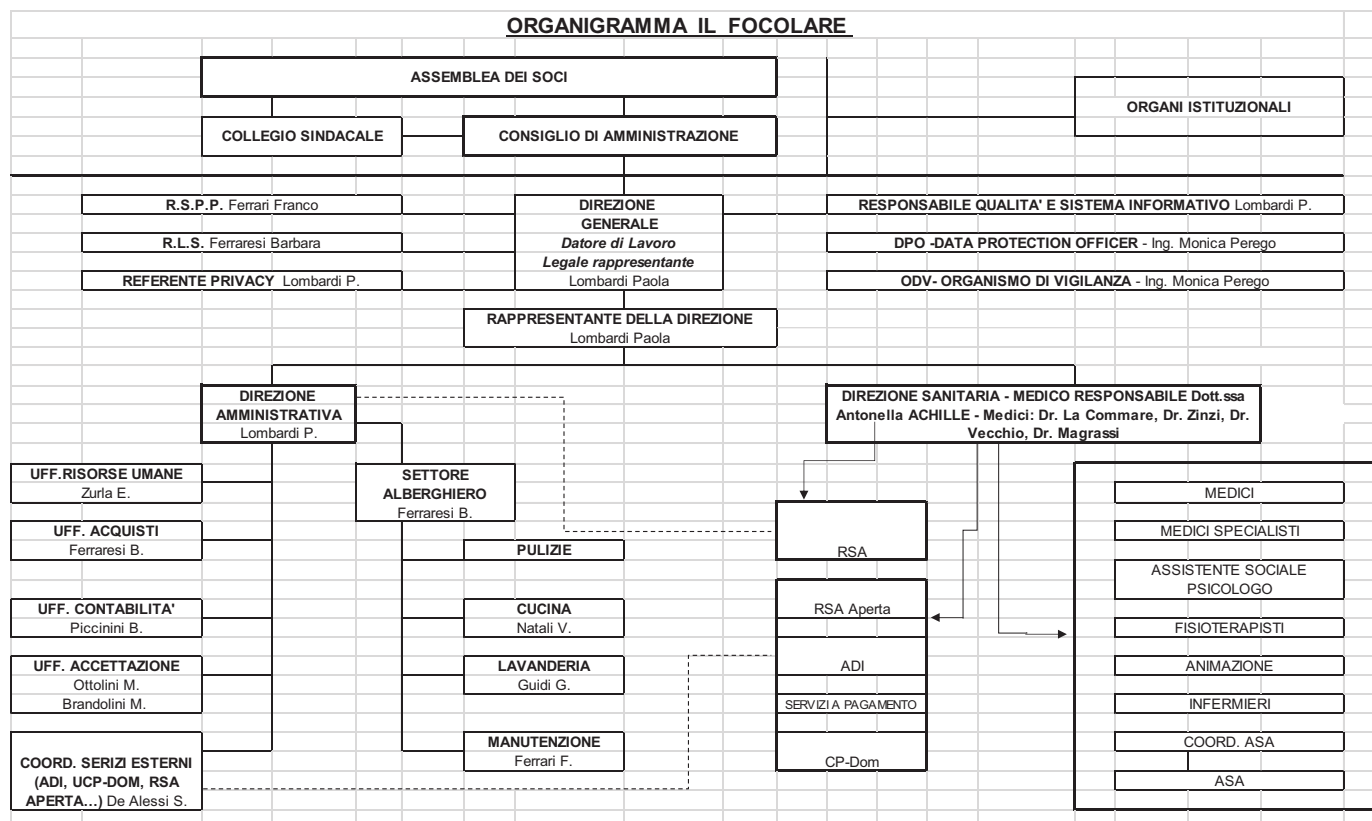 ORGANIGRAMMA IL FOCOLARE
ASSEMBLEA DEI SOCI
ORGANI ISTITUZIONALI
COLLEGIO SINDACALE
CONSIGLIO DI AMMINISTRAZIONE
R.S.P.P. Ferrari Franco
R.L.S. Ferraresi Barbara
REFERENTE PRIVACY Lombardi P.
DIREZIONE
GENERALE
Datore di Lavoro
Legale rappresentante
Lombardi Paola
RESPONSABILE QUALITA' E SISTEMA INFORMATIVO Lombardi P.
DPO -DATA PROTECTION OFFICER - Ing. Monica Perego
ODV- ORGANISMO DI VIGILANZA - Ing. Monica Perego
RAPPRESENTANTE DELLA DIREZIONE
Lombardi Paola
DIREZIONE
AMMINISTRATIVA
Lombardi P.
DIREZIONE SANITARIA - MEDICO RESPONSABILE Dott.ssa
Antonella ACHILLE - Medici: Dr. La Commare, Dr. Zinzi, Dr.
Vecchio, Dr. Magrassi
UFF.RISORSE UMANE
Zurla E.
UFF. ACQUISTI
Ferraresi B.
UFF. CONTABILITA'
Piccinini B.
UFF. ACCETTAZIONE
Ottolini M.
Brandolini M.
COORD. SERIZI ESTERNI
(ADI, UCP-DOM, RSA
APERTA...) De Alessi S.
SETTORE
ALBERGHIERO
Ferraresi B.
PULIZIE
CUCINA
Natali V.
LAVANDERIA
Guidi G.
MANUTENZIONE
Ferrari F.
RSA
RSA Aperta
ADI
SERVIZI A PAGAMENTO
CP-Dom
MEDICI
MEDICI SPECIALISTI
ASSISTENTE SOCIALE
PSICOLOGO
FISIOTERAPISTI
ANIMAZIONE
INFERMIERI
COORD. ASA
ASA